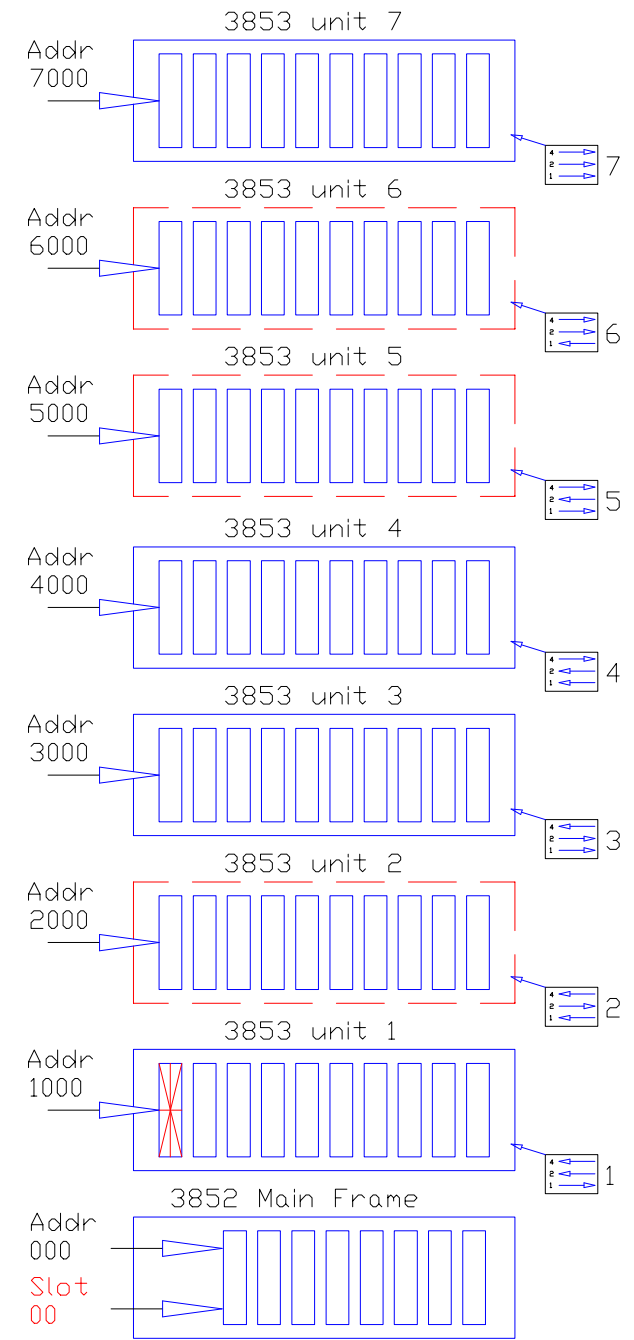 3853 unit 7
Addr
7000
4
2
1
7
3853 unit 6
Addr
6000
4
2
1
6
3853 unit 5
Addr
5000
4
2
1
5
3853 unit 4
Addr
4000
4
2
1
4
3853 unit 3
Addr
3000
4
2
1
3
3853 unit 2
Addr
2000
4
2
1
2
3853 unit 1
Addr
1000
4
2
1
1
3852 Main Frame
Addr
000
Slot
00